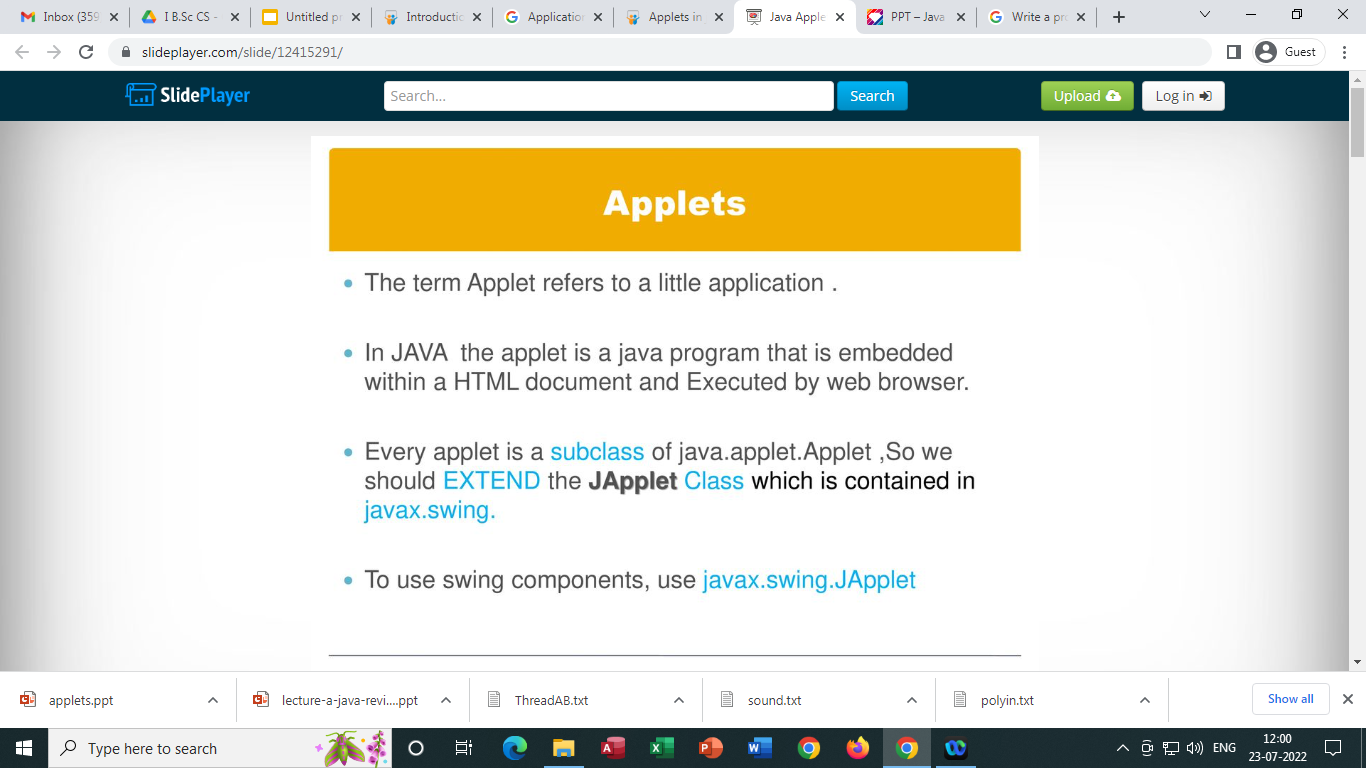 Inbox (359
I B.Sc CS -
Untitled pr
Introductic
Application
Applets in
Java Apple
PPT – Java
Write a pro
slideplayer.com/slide/12415291/
Guest
SlidePlayer
Search...
Search
Upload
Log in
Applets
The term Applet refers to a little application .
In JAVA the applet is a java program that is embedded
within a HTML document and Executed by web browser.
Every applet is a subclass of java.applet.Applet ,So we
should EXTEND the JApplet Class which is contained in
javax.swing.
To use swing components, use javax.swing.JApplet
applets.ppt
lecture-a-java-revi....ppt
ThreadAB.txt
sound.txt
polyin.txt
Show all
Type here to search
ENG
12:00
23-07-2022